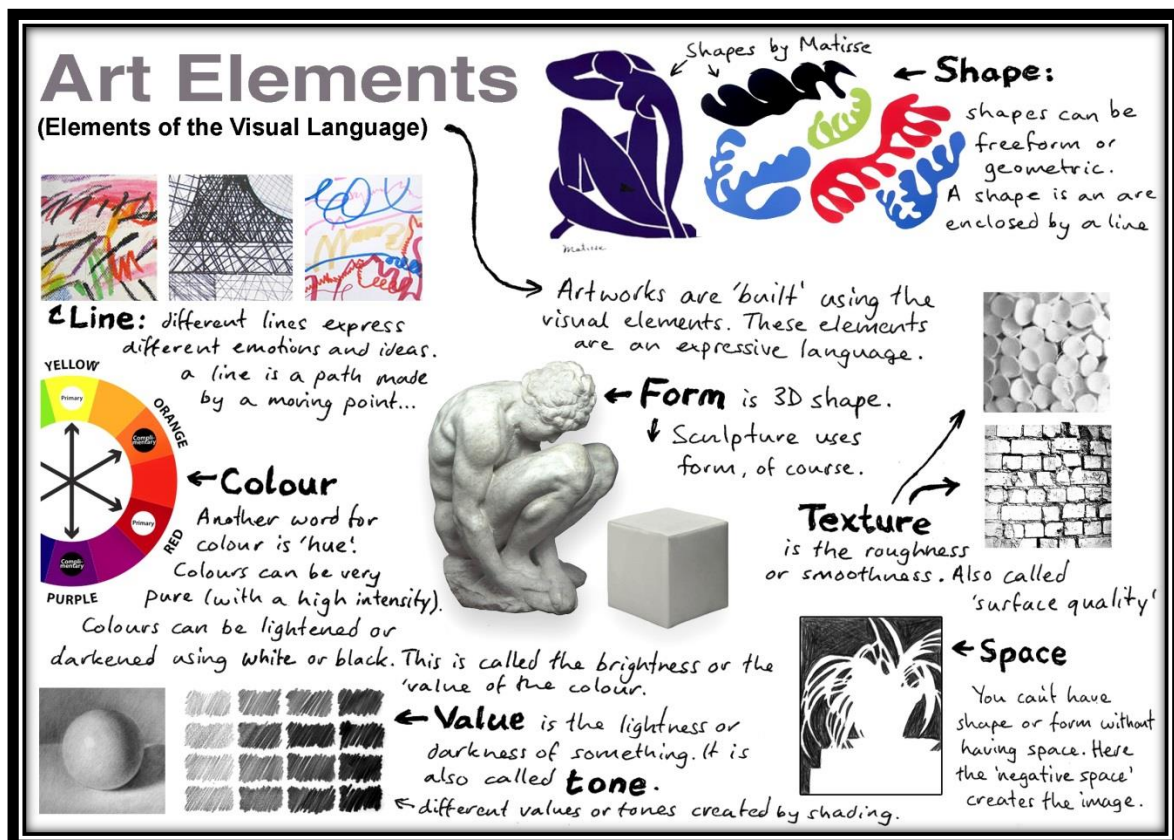 Art Elements
(Elements of the Visual Language)
Shapes by Matisse
Shape:
shapes can be
freeform or
geometric.
A shape is an are
enclosed by a line
Matisse
Artworks are 'built' using the
visual elements. These elements
are an expressive language.
Line: different lines express
different emotions and ideas.
a line is a path made
by a moving point...
YELLOW
ORANGE
RED
PURPLE
Primary
Compli-
mentary
Primary
Compli-
mentary
Colour
Another word for
colour is 'hue'.
Colours can be very
pure (with a high intensity).
Colours can be lightened or
darkened using white or black. This is called the brightness or the
'value of the colour.
Form is 3D shape.
Sculpture uses
form, of course.
Texture
is the roughness
or smoothness. Also called
'surface quality'
Value is the lightness or
darkness of something. It is
also called tone.
different values or tones created by shading.
Space
You can't have
shape or form without
having space. Here
the 'negative space'
creates the image.